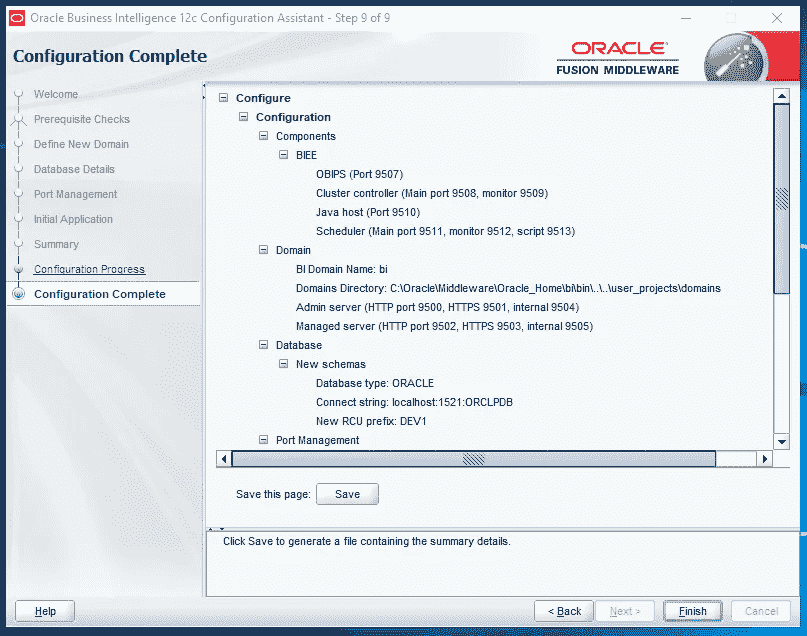 Oracle Business Intelligence 12c Configuration Assistant - Step 9 of 9
Configuration Complete
ORACLE
FUSION MIDDLEWARE
Welcome
Prerequisite Checks
Define New Domain
Database Details
Port Management
Initial Application
Summary
Configuration Progress
Configuration Complete
Configure
Configuration
Components
BIEE
OBIPS (Port 9507)
Cluster controller (Main port 9508, monitor 9509)
Java host (Port 9510)
Scheduler (Main port 9511, monitor 9512, script 9513)
Domain
BI Domain Name: bi
Domains Directory: C:\Oracle\Middleware\Oracle_Home\bi\bin\..\..\user_projects\domains
Admin server (HTTP port 9500, HTTPS 9501, internal 9504)
Managed server (HTTP port 9502, HTTPS 9503, internal 9505)
Database
New schemas
Database type: ORACLE
Connect string: localhost:1521:ORCLPDB
New RCU prefix: DEV1
Port Management
Save this page: Save
Click Save to generate a file containing the summary details.
Help < Back Next > Finish Cancel